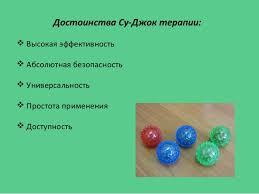 Достоинства Су-Джок терапии:
❖ Высокая эффективность
❖ Абсолютная безопасность
❖ Универсальность
❖ Простота применения
❖ Доступность